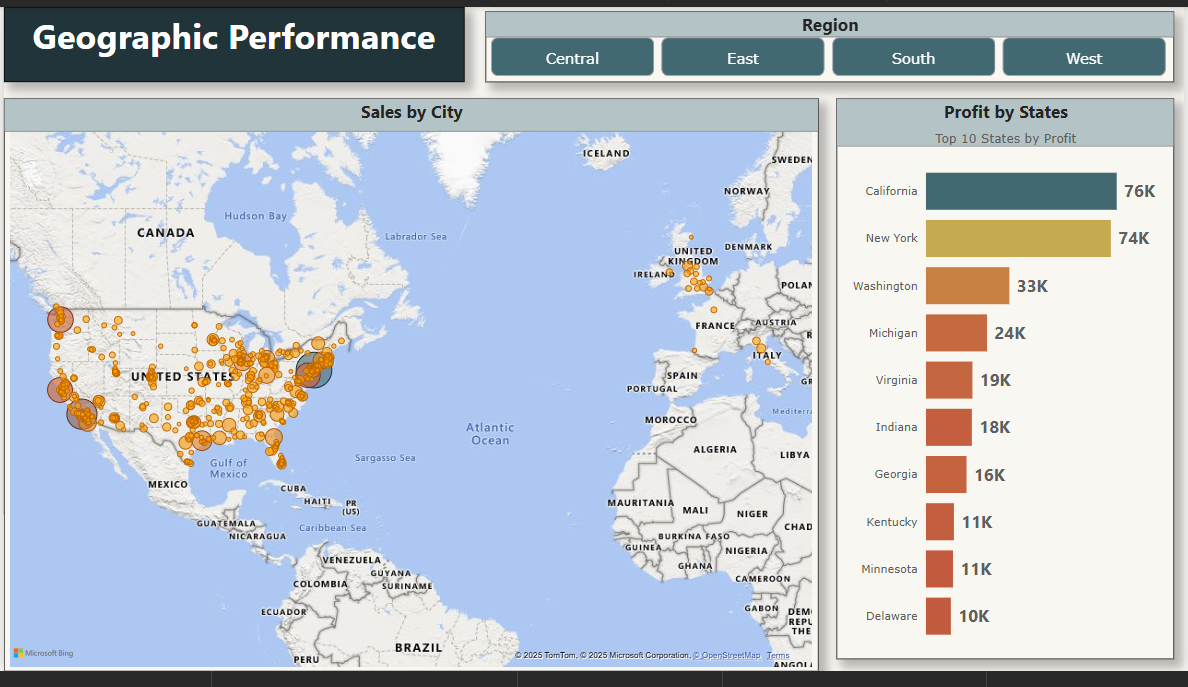 Geographic Performance
Region
Central
East
South
West
Sales by City
ICELAND
SWEDEN
NORWAY
Hudson Bay
CANADA
Labrador Sea
UNITED
KINGDOM
DENMARK
IRELAND
POLAN
FRANCE
AUSTRIA
ITALY
UNITED STATES
SPAIN
PORTUGAL
GR
Mediterra
MOROCCO
Atlantic
Ocean
ALGERIA
LIBYA
Gulf of
Mexico
Sargasso Sea
MEXICO
CUBA
HAITI
PR
(US)
MAURITANIA
MALI
NIGER
CHAD
GUATEMALA
Caribbean Sea
NICARAGUA
BURKINA FASO
GUINEA
NIGERIA
GHANA
VENEZUELA
GUYANA
SURINAME
COLOMBIA
CAMEROON
ECUADOR
GABON
DEM
REPU
THE
BRAZIL
PERU
ANGOL
Microsoft Bing
© 2025 TomTom, © 2025 Microsoft Corporation, © OpenStreetMap Terms
Profit by States
Top 10 States by Profit
California 76K
New York 74K
Washington 33K
Michigan 24K
Virginia 19K
Indiana 18K
Georgia 16K
Kentucky 11K
Minnesota 11K
Delaware 10K